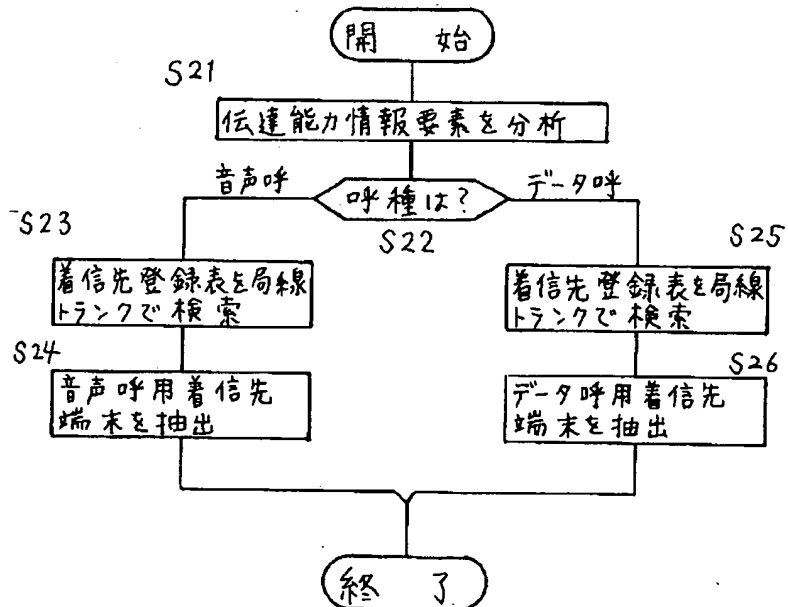 開 始
S21
伝達能力情報要素を分析
音声呼
呼種は?
データ呼
S22
S23
着信先登録表を局線
トランクで検索
S24
音声呼用着信先
端末を抽出
S25
着信先登録表を局線
トランクで検索
S26
データ呼用着信先
端末を抽出
終 了